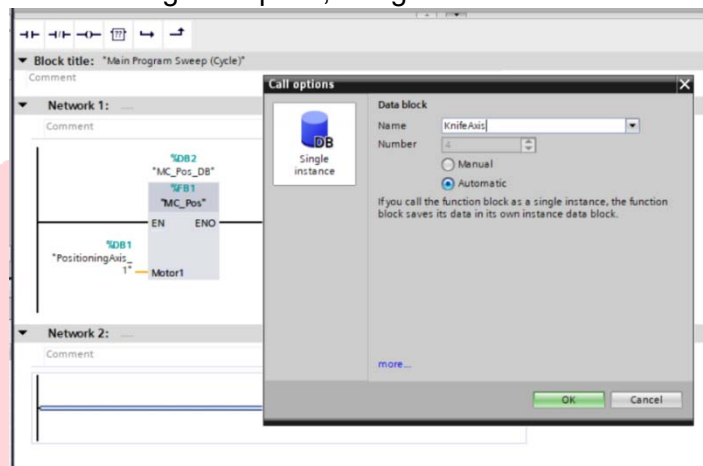 Block title: "Main Program Sweep (Cycle)"
Comment
Network 1:
Comment
%DB2
"MC_Pos_DB"
%FB1
"MC_Pos"
EN ENO
%DB1
"PositioningAxis_
1"
Motor1
Network 2:
Comment
Call options
DB
Single
instance
Data block
Name KnifeAxis
Number 4
Manual
Automatic
If you call the function block as a single instance, the function
block saves its data in its own instance data block.
more...
OK Cancel